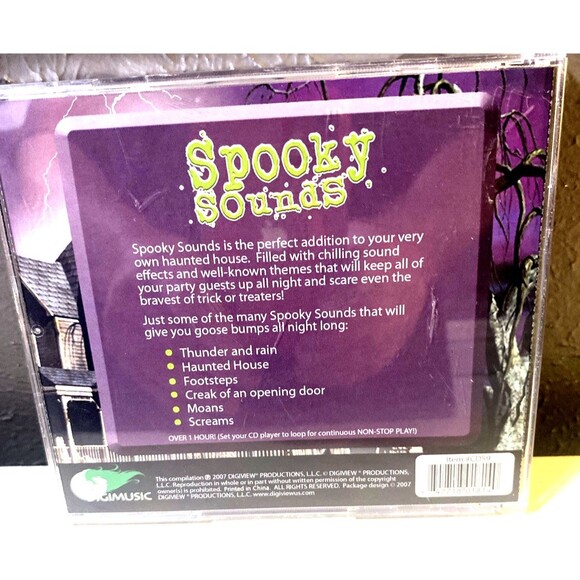 Spooky
Sounds
Spooky Sounds is the perfect addition to your very
own haunted house. Filled with chilling sound
effects and well-known themes that will keep all of
your party guests up all night and scare even the
bravest of trick or treaters!
Just some of the many Spooky Sounds that will
give you goose bumps all night long:
• Thunder and rain
• Haunted House
• Footsteps
• Creak of an opening door
• Moans
• Screams
OVER 1 HOUR! (Set your CD player to loop for continuous NON-STOP PLAY!)
Item #CD59
DIGIMUSIC
This compilation ℗ 2007 DIGIVIEW® PRODUCTIONS, L.L.C. © DIGIVIEW® PRODUCTIONS,
L.L.C. Reproduction in whole or in part without written permission of the copyright
owner(s) is prohibited. Printed in China. ALL RIGHTS RESERVED. Package design © 2007
DIGIVIEW® PRODUCTIONS, L.L.C. www.digiviewus.com